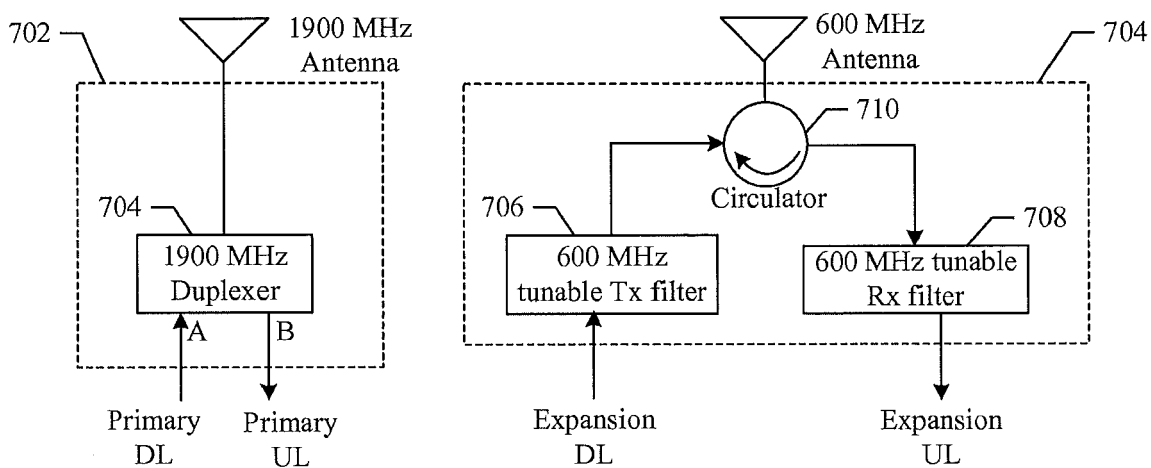 702
1900 MHz
Antenna
704
1900 MHz
Duplexer
A
B
Primary
DL
Primary
UL
600 MHz
Antenna
704
710
Circulator
706
600 MHz
tunable Tx filter
708
600 MHz tunable
Rx filter
Expansion
DL
Expansion
UL